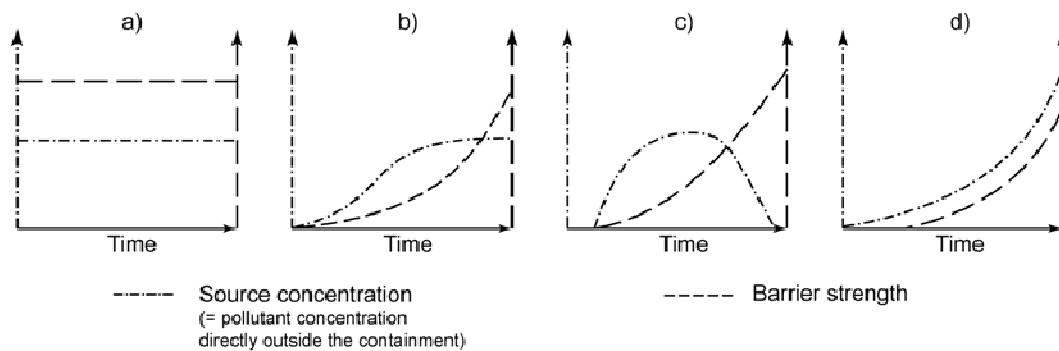 a) b) c) d)
Time Time Time Time
Source concentration Barrier strength
(= pollutant concentration
directly outside the containment)